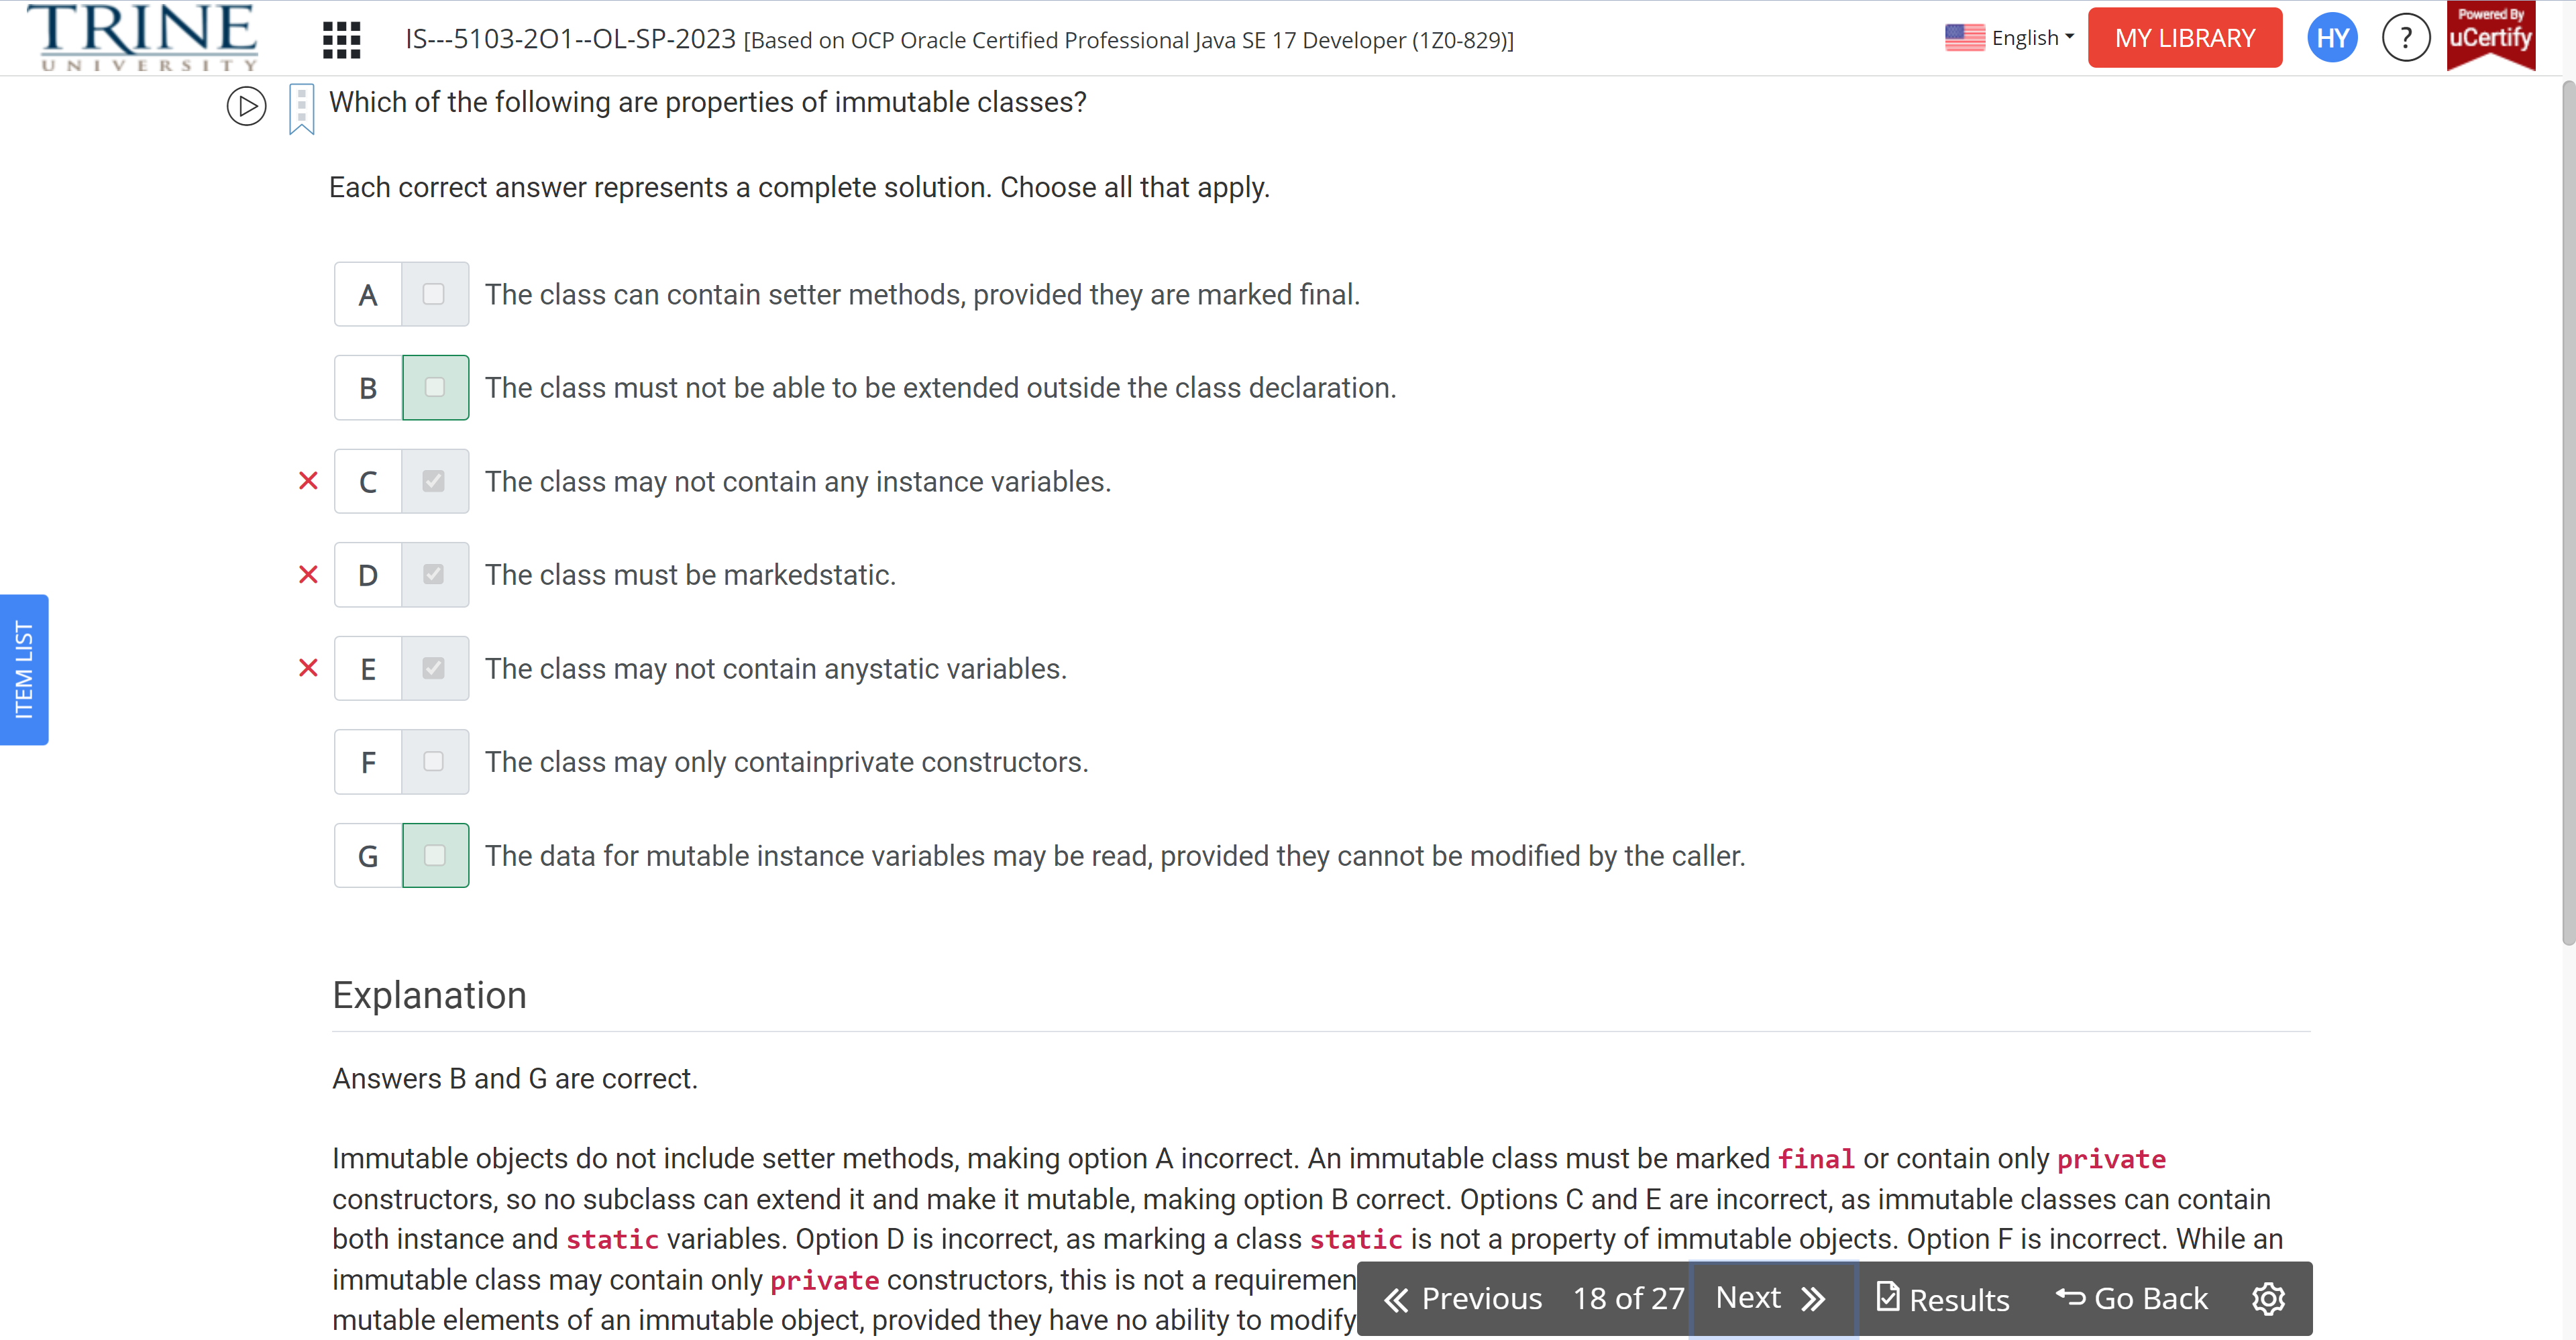 TRINE
UNIVERSITY
IS---5103-2O1--OL-SP-2023 [Based on OCP Oracle Certified Professional Java SE 17 Developer (1Z0-829)]
English
MY LIBRARY
HY
?
Powered By
uCertify
Which of the following are properties of immutable classes?
Each correct answer represents a complete solution. Choose all that apply.
A The class can contain setter methods, provided they are marked final.
B The class must not be able to be extended outside the class declaration.
C The class may not contain any instance variables.
D The class must be markedstatic.
E The class may not contain anystatic variables.
F The class may only containprivate constructors.
G The data for mutable instance variables may be read, provided they cannot be modified by the caller.
ITEM LIST
Explanation
Answers B and G are correct.
Immutable objects do not include setter methods, making option A incorrect. An immutable class must be marked final or contain only private
constructors, so no subclass can extend it and make it mutable, making option B correct. Options C and E are incorrect, as immutable classes can contain
both instance and static variables. Option D is incorrect, as marking a class static is not a property of immutable objects. Option F is incorrect. While an
immutable class may contain only private constructors, this is not a
mutable elements of an immutable object, provided they have no ability to modify
Previous 18 of 27 Next Results Go Back